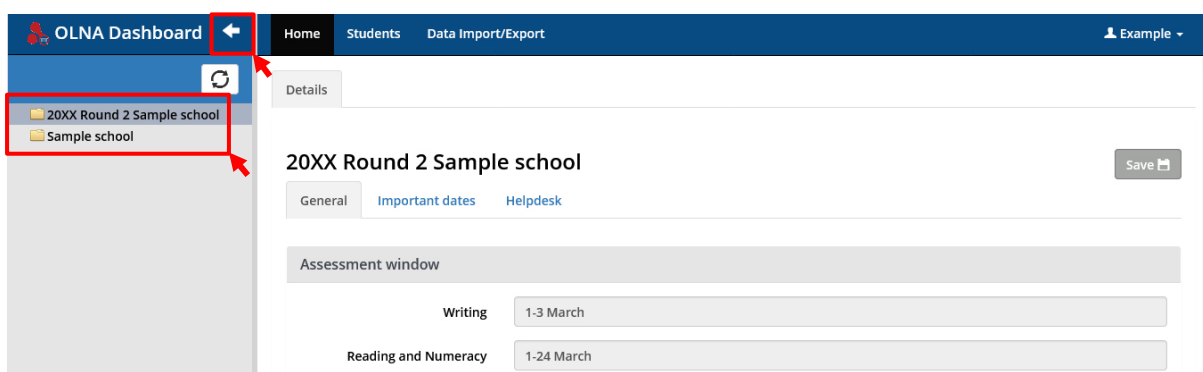 OLNA Dashboard
Home Students Data Import/Export Example
Details
20XX Round 2 Sample school
Sample school
20XX Round 2 Sample school
Save
General Important dates Helpdesk
Assessment window
Writing 1-3 March
Reading and Numeracy 1-24 March